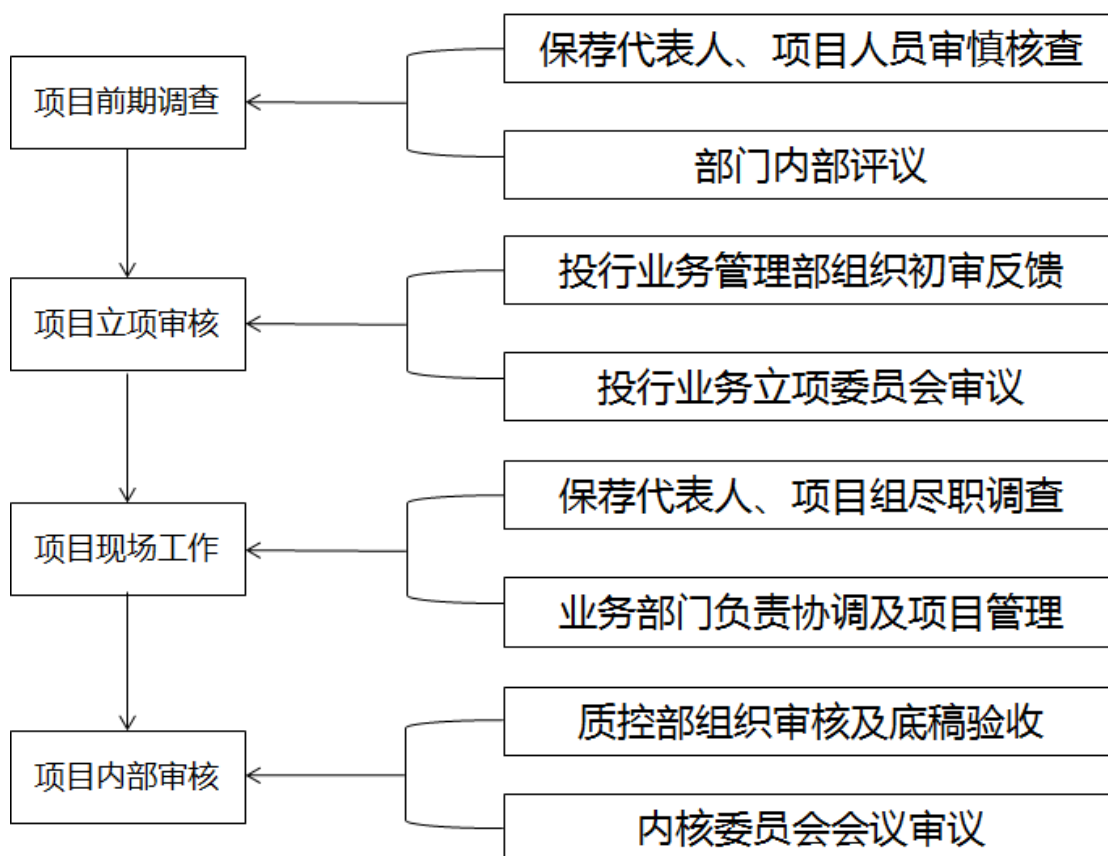 保荐代表人、项目人员审慎核查
项目前期调查
部门内部评议
投行业务管理部组织初审反馈
项目立项审核
投行业务立项委员会审议
保荐代表人、项目组尽职调查
项目现场工作
业务部门负责协调及项目管理
质控部组织审核及底稿验收
项目内部审核
内核委员会会议审议